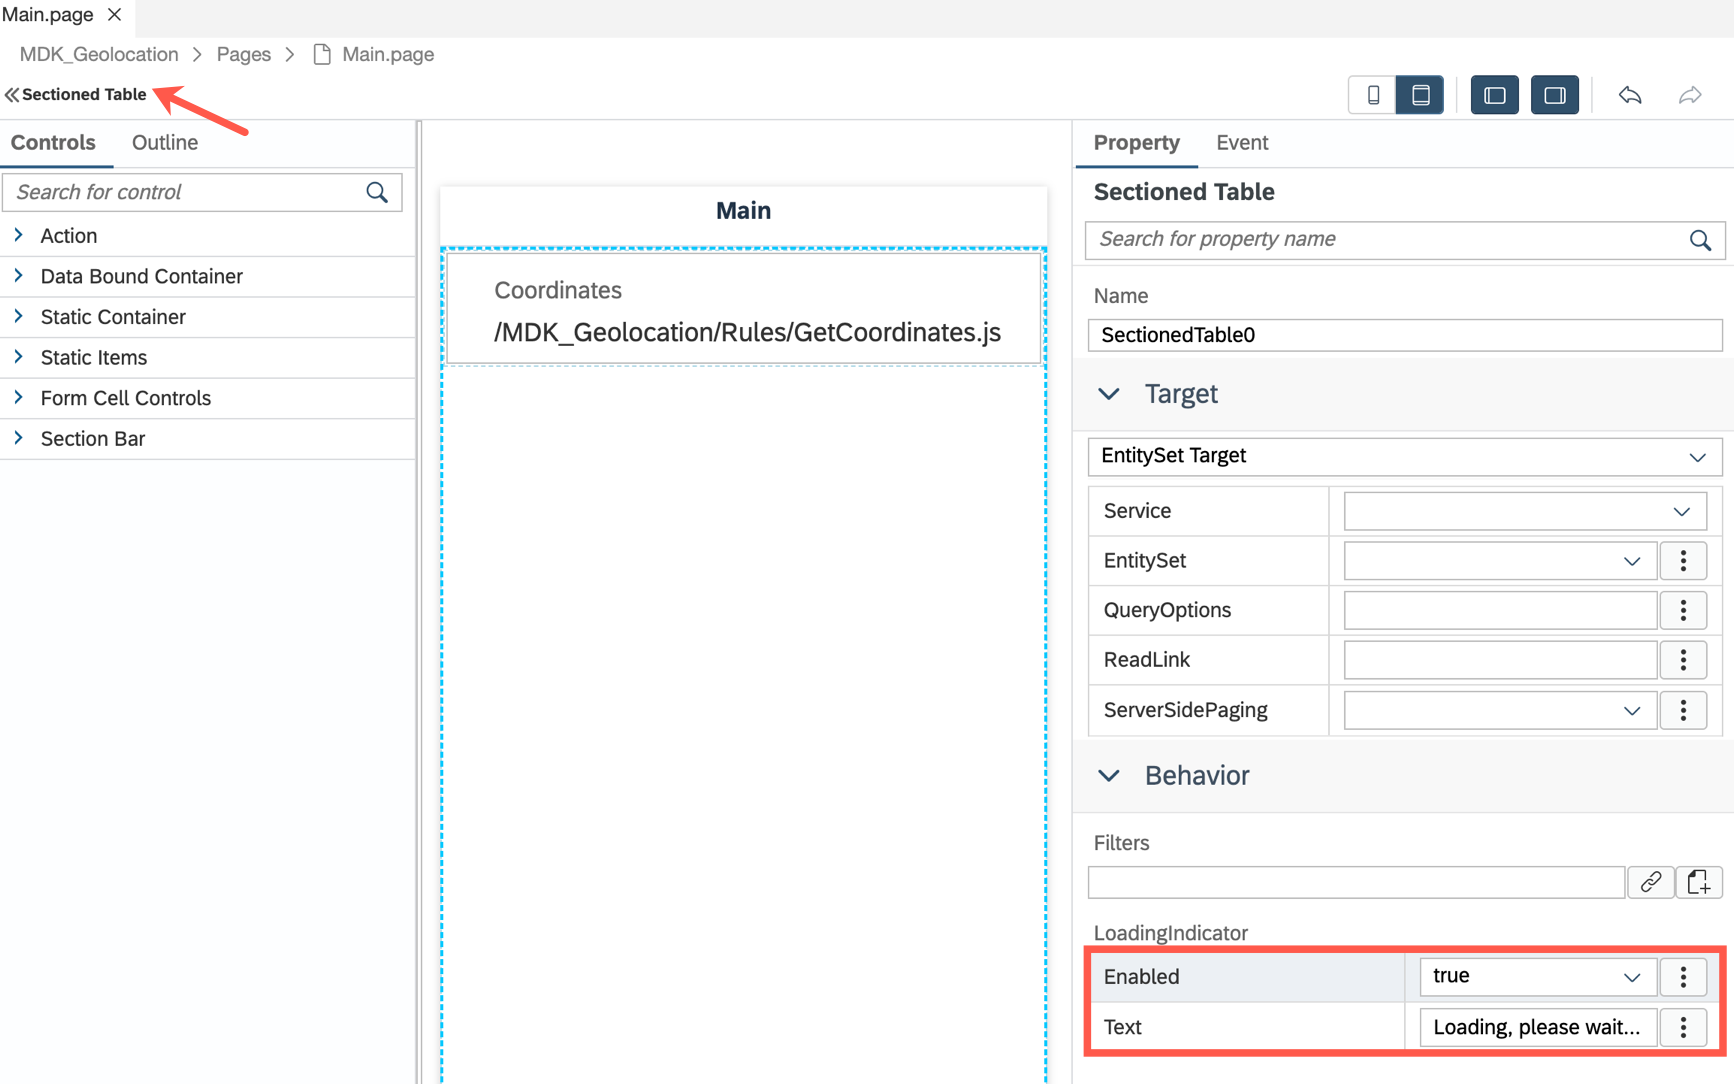 Main.page
MDK_Geolocation > Pages > Main.page
Sectioned Table
Controls Outline
Search for control
Action
Data Bound Container
Static Container
Static Items
Form Cell Controls
Section Bar
Main
Coordinates
/MDK_Geolocation/Rules/GetCoordinates.js
Property Event
Sectioned Table
Search for property name
Name
SectionedTable0
Target
EntitySet Target
Service
EntitySet
QueryOptions
ReadLink
ServerSidePaging
Behavior
Filters
LoadingIndicator
Enabled true
Text Loading, please wait...